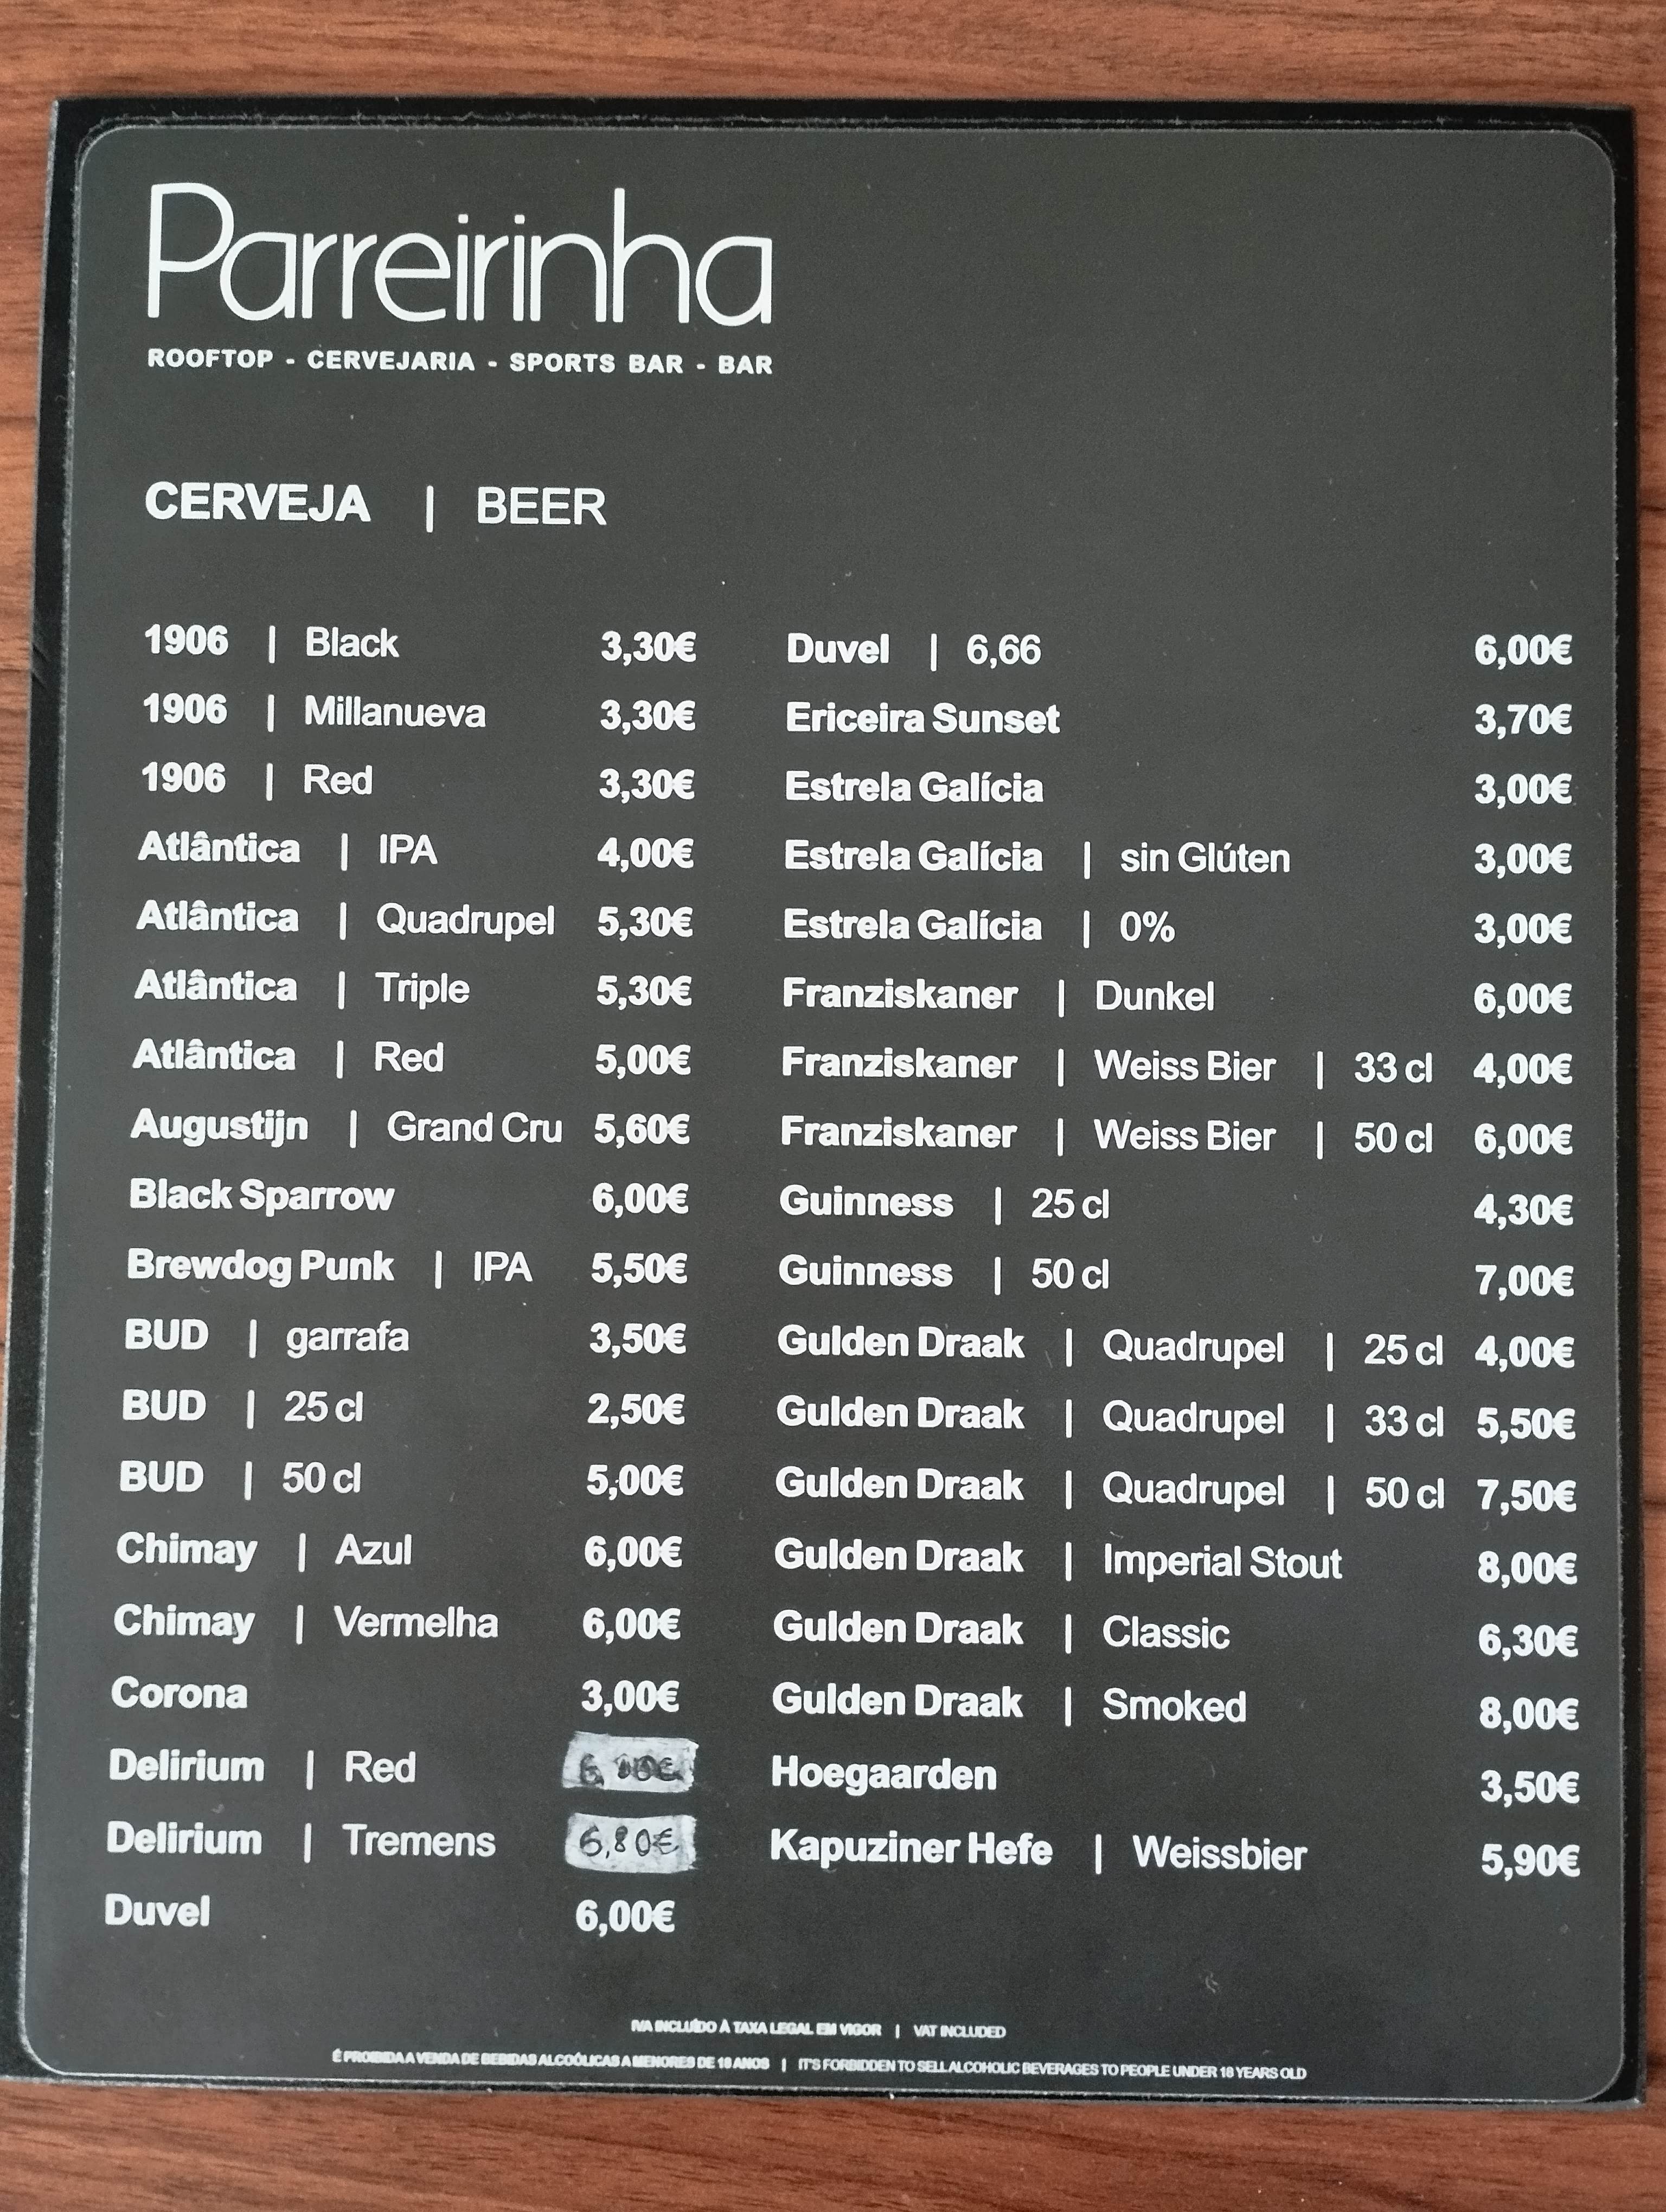 Parreirinha
ROOFTOP - CERVEJARIA - SPORTS BAR - BAR
CERVEJA | BEER
1906 | Black 3,30€
1906 | Millanueva 3,30€
1906 | Red 3,30€
Atlântica | IPA 4,00€
Atlântica | Quadrupel 5,30€
Atlântica | Triple 5,30€
Atlântica | Red 5,00€
Augustijn | Grand Cru 5,60€
Black Sparrow 6,00€
Brewdog Punk | IPA 5,50€
BUD | garrafa 3,50€
BUD | 25 cl 2,50€
BUD | 50 cl 5,00€
Chimay | Azul 6,00€
Chimay | Vermelha 6,00€
Corona 3,00€
Delirium | Red
Delirium | Tremens 6,80€
Duvel 6,00€
Duvel | 6,66 6,00€
Ericeira Sunset 3,70€
Estrela Galícia 3,00€
Estrela Galícia | sin Glúten 3,00€
Estrela Galícia | 0% 3,00€
Franziskaner | Dunkel 6,00€
Franziskaner | Weiss Bier | 33 cl 4,00€
Franziskaner | Weiss Bier | 50 cl 6,00€
Guinness | 25 cl 4,30€
Guinness | 50 cl 7,00€
Gulden Draak | Quadrupel | 25 cl 4,00€
Gulden Draak | Quadrupel | 33 cl 5,50€
Gulden Draak | Quadrupel | 50 cl 7,50€
Gulden Draak | Imperial Stout 8,00€
Gulden Draak | Classic 6,30€
Gulden Draak | Smoked 8,00€
Hoegaarden 3,50€
Kapuziner Hefe | Weissbier 5,90€
IVA INCLUÍDO À TAXA LEGAL EM VIGOR | VAT INCLUDED
É PROIBIDA A VENDA DE BEBIDAS ALCOÓLICAS A MENORES DE 18 ANOS | IT'S FORBIDDEN TO SELL ALCOHOLIC BEVERAGES TO PEOPLE UNDER 18 YEARS OLD